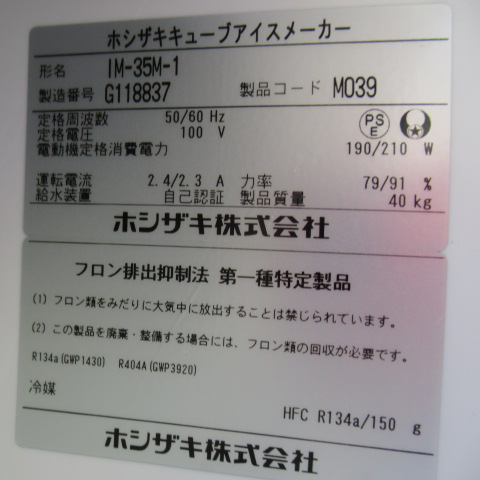 ホシザキキューブアイスメーカー
形名 IM-35M-1
製造番号 G118837 製品コード M039
定格周波数 50/60 Hz
定格電圧 100 V
PS E
電動機定格消費電力 190/210 W
運転電流 2.4/2.3 A 力率 79/91 %
給水装置 自己認証 製品質量 40 kg
ホシザキ株式会社
フロン排出抑制法 第一種特定製品
(1) フロン類をみだりに大気中に放出することは禁じられています。
(2) この製品を廃棄・整備する場合には、フロン類の回収が必要です。
R134a(GWP1430) R404A(GWP3920)
冷媒
HFC R134a/150 g
ホシザキ株式会社